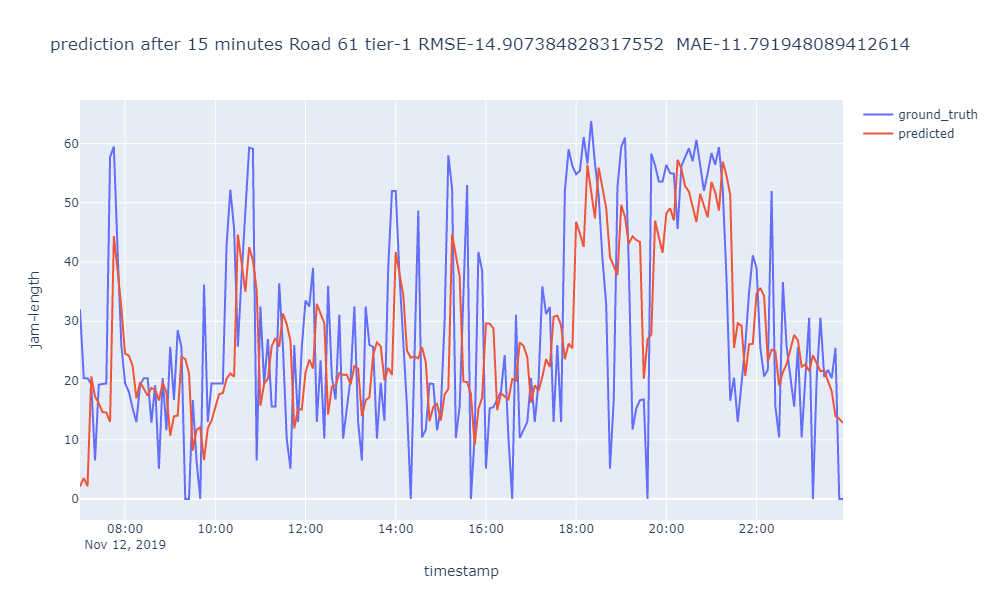 prediction after 15 minutes Road 61 tier-1 RMSE-14.907384828317552  MAE-11.791948089412614
ground_truth
predicted
jam-length
60
50
40
30
20
10
0
08:00 10:00 12:00 14:00 16:00 18:00 20:00 22:00
Nov 12, 2019
timestamp